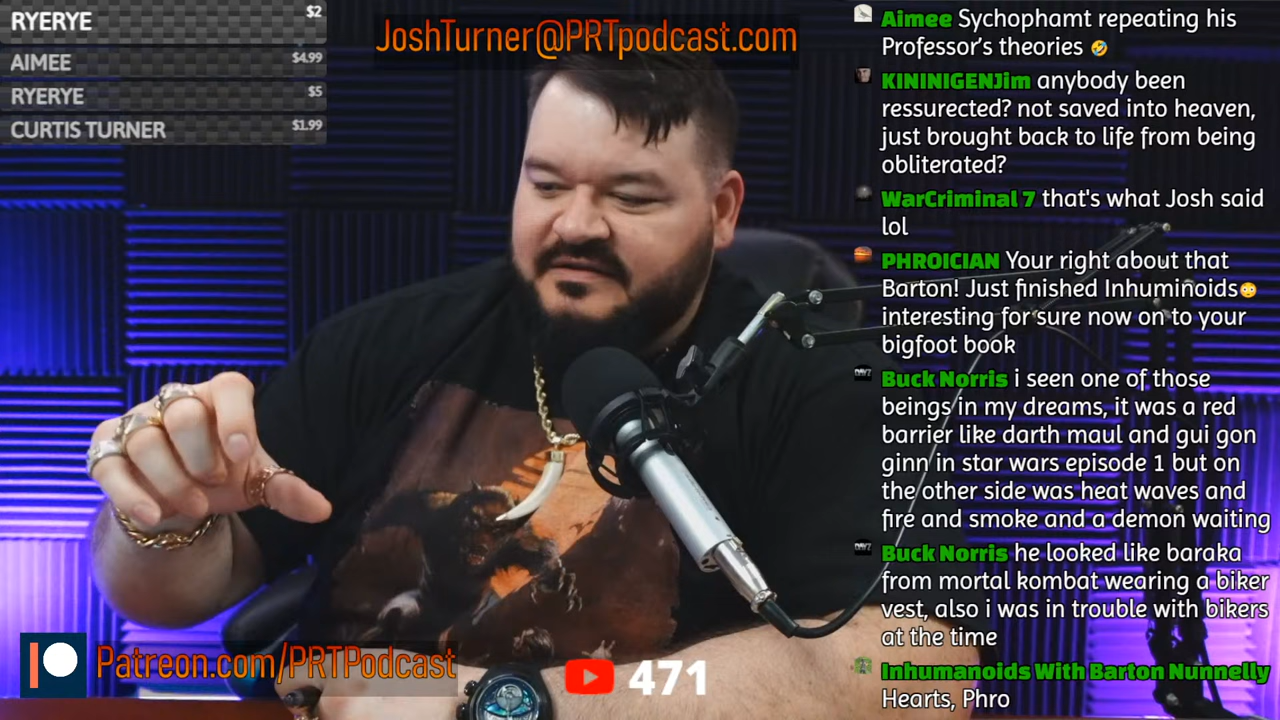 RYERYE $2
AIMEE $4.99
RYERYE $5
CURTIS TURNER $1.99
JoshTurner@PRTpodcast.com
Aimee Sychophamt repeating his
Professor's theories 🤣
KININIGENJim anybody been
ressurected? not saved into heaven,
just brought back to life from being
obliterated?
WarCriminal 7 that's what Josh said
lol
PHROICIAN Your right about that
Barton! Just finished Inhuminoids😳
interesting for sure now on to your
bigfoot book
Buck Norris i seen one of those
beings in my dreams, it was a red
barrier like darth maul and gui gon
ginn in star wars episode 1 but on
the other side was heat waves and
fire and smoke and a demon waiting
Buck Norris he looked like baraka
from mortal kombat wearing a biker
vest, also i was in trouble with bikers
at the time
Inhumanoids With Barton Nunnelly
Hearts, Phro
Patreon.com/PRTPodcast
471